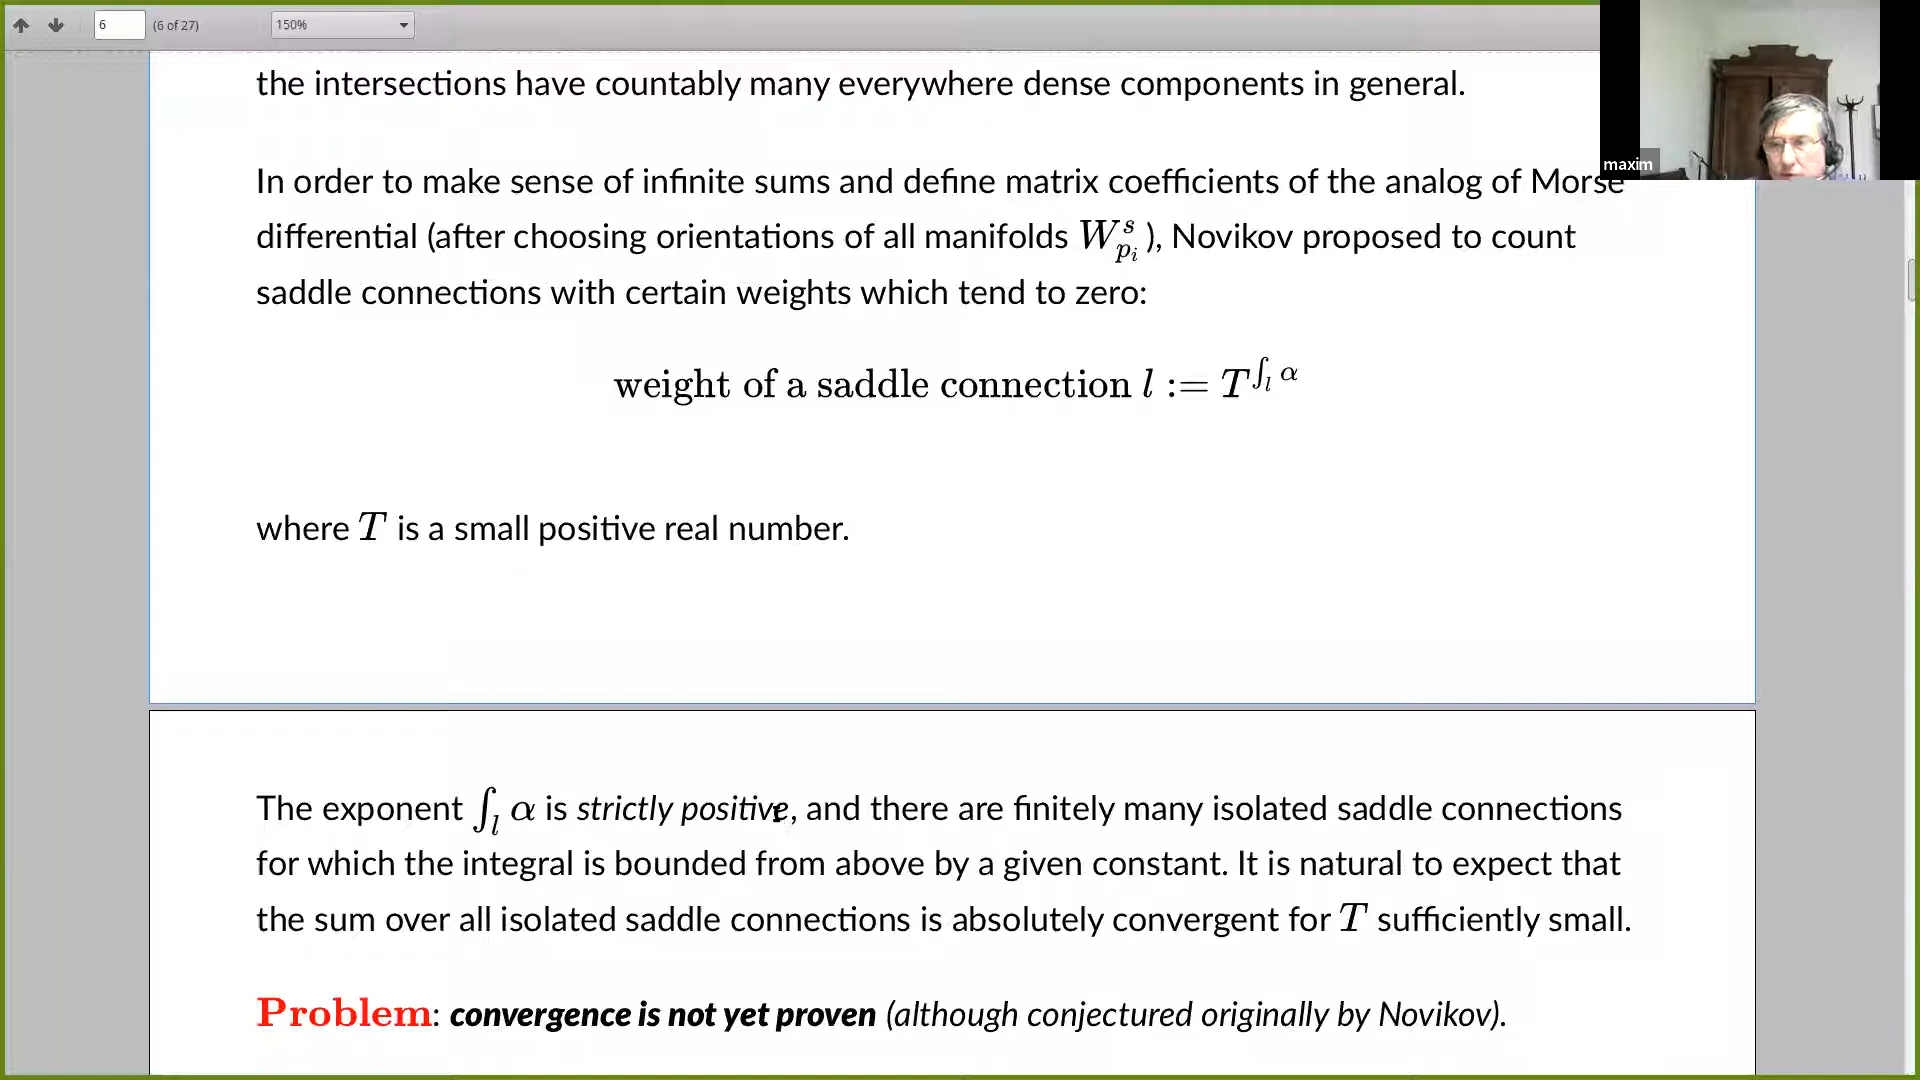 6 (6 of 27) 150%
the intersections have countably many everywhere dense components in general.
maxim
In order to make sense of infinite sums and define matrix coefficients of the analog of Morse
differential (after choosing orientations of all manifolds $W^s_{p_i}$), Novikov proposed to count
saddle connections with certain weights which tend to zero:
weight of a saddle connection $l := T^{\int_l \alpha}$
where $T$ is a small positive real number.
The exponent $\int_l \alpha$ is strictly positive, and there are finitely many isolated saddle connections
for which the integral is bounded from above by a given constant. It is natural to expect that
the sum over all isolated saddle connections is absolutely convergent for $T$ sufficiently small.
Problem: convergence is not yet proven (although conjectured originally by Novikov).